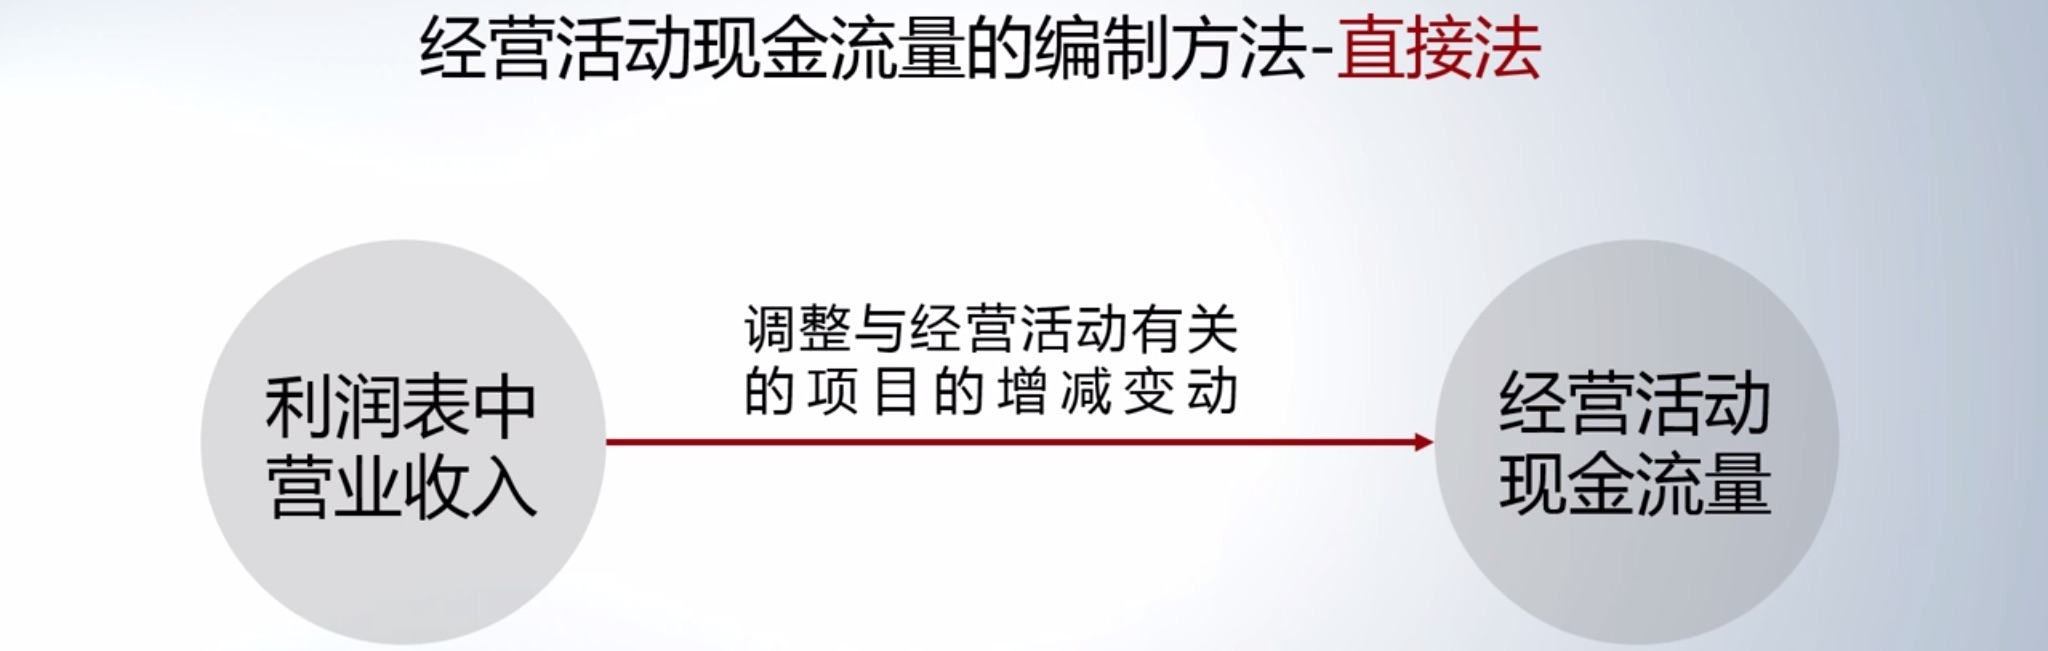 经营活动现金流量的编制方法-直接法
调整与经营活动有关
的项目的增减变动
利润表中
营业收入
经营活动
现金流量